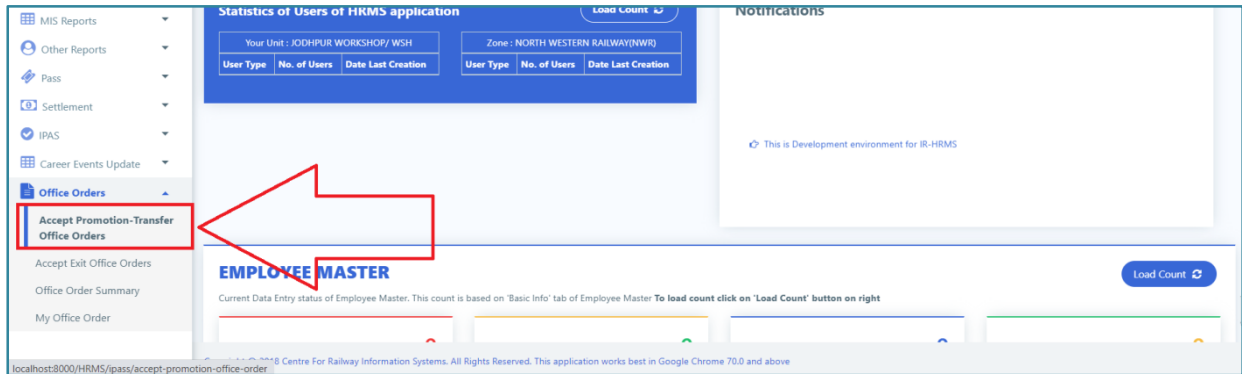 MIS Reports
Other Reports
Pass
Settlement
IPAS
Career Events Update
Office Orders
Accept Promotion-Transfer
Office Orders
Accept Exit Office Orders
Office Order Summary
My Office Order
Statistics of Users of HRMS application
Load Count
Your Unit : JODHPUR WORKSHOP/ WSH
User Type No. of Users Date Last Creation
Zone : NORTH WESTERN RAILWAY(NWR)
User Type No. of Users Date Last Creation
Notifications
This is Development environment for IR-HRMS
EMPLOYEE MASTER
Load Count
Current Data Entry status of Employee Master. This count is based on 'Basic Info' tab of Employee Master To load count click on 'Load Count' button on right
2018 Centre For Railway Information Systems. All Rights Reserved. This application works best in Google Chrome 70.0 and above
localhost:8000/HRMS/ipass/accept-promotion-office-order